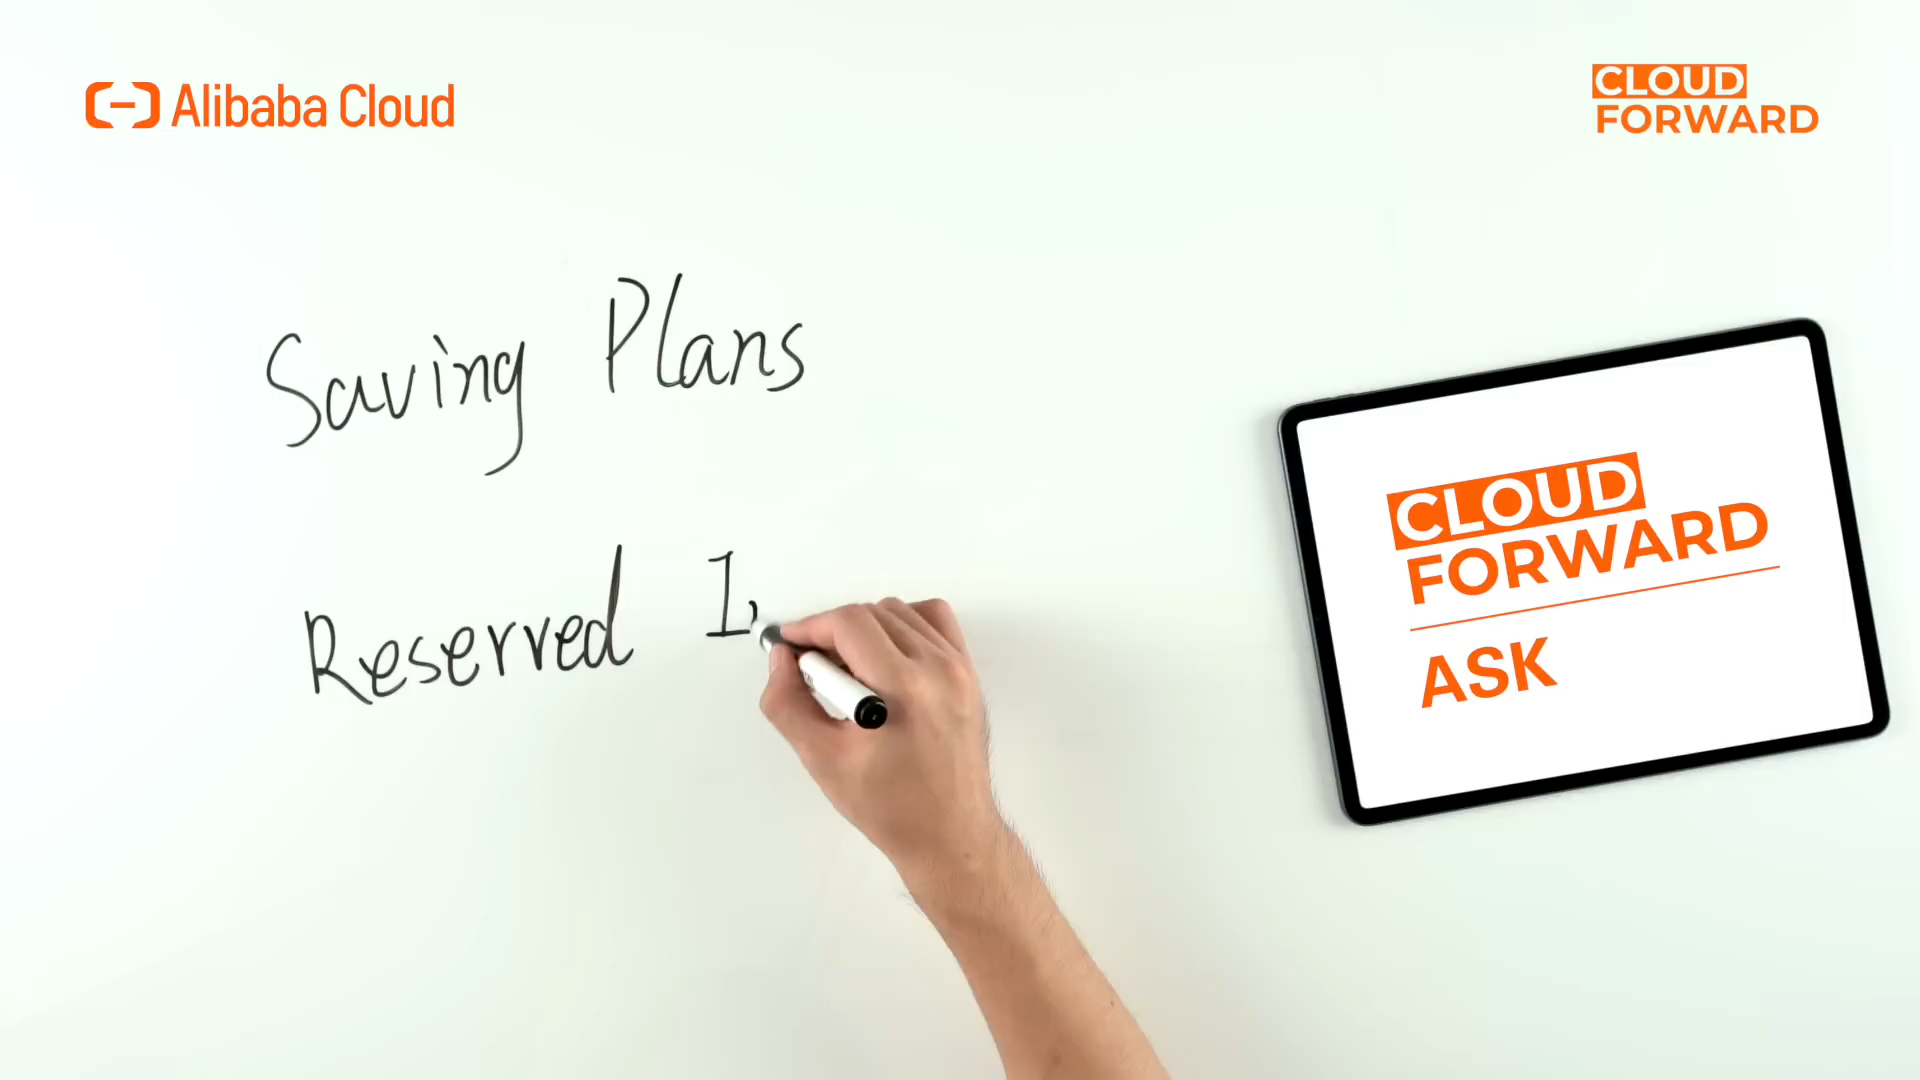 Alibaba Cloud
CLOUD
FORWARD
Saving Plans
Reserved I
CLOUD
FORWARD
ASK